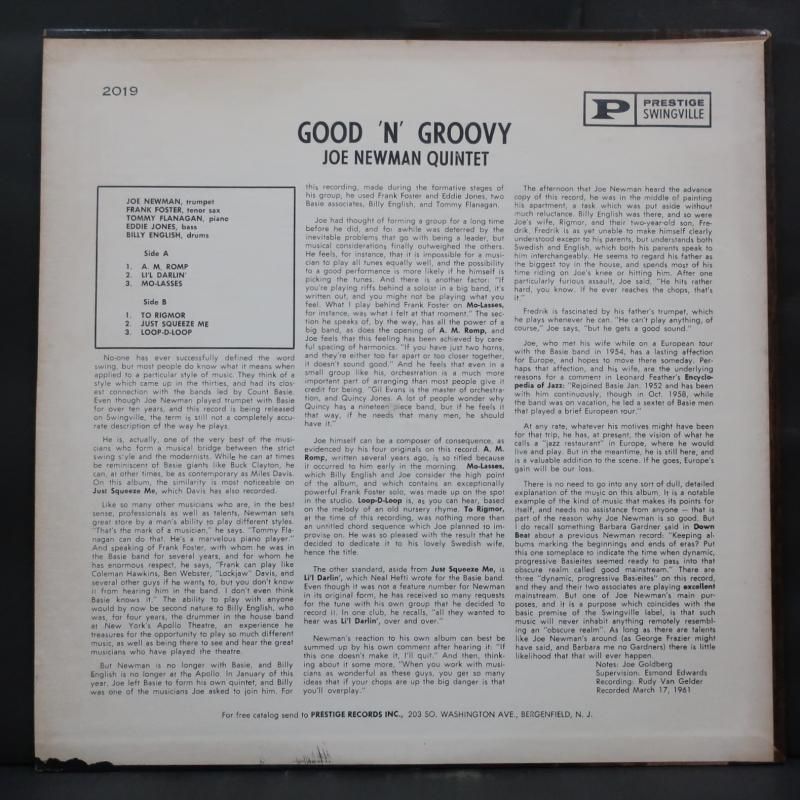 2019
P PRESTIGE
SWINGVILLE
GOOD 'N' GROOVY
JOE NEWMAN QUINTET
JOE NEWMAN, trumpet
FRANK FOSTER, tenor sax
TOMMY FLANAGAN, piano
EDDIE JONES, bass
BILLY ENGLISH, drums
Side A
1. A. M. ROMP
2. LI'L DARLIN'
3. MO-LASSES
Side B
1. TO RIGMOR
2. JUST SQUEEZE ME
3. LOOP-D-LOOP
No-one has ever successfully defined the word
swing, but most people do know what it means when
applied to a particular style of music. They think of a
style which came up in the thirties, and had its clos-
est connection with the bands led by Count Basie.
Even though Joe Newman played trumpet with Basie
for over ten years, and this record is being released
on Swingville, the term is still not a completely accu-
rate description of the way he plays.
He is, actually, one of the very best of the musi-
cians who form a musical bridge between the strict
swing style and the modernists. While he can at times
be reminiscent of Basie giants like Buck Clayton, he
can, at other times, be as contemporary as Miles Davis.
On this album, the similarity is most noticeable on
Just Squeeze Me, which Davis has also recorded.
Like so many other musicians who are, in the best
sense, professionals as well as talents, Newman sets
great store by a man's ability to play different styles.
"That's the mark of a musician," he says. "Tommy Fla-
nagan can do that. He's a marvelous piano player."
And speaking of Frank Foster, with whom he was in
the Basie band for several years, and for whom he
has enormous respect, he says, "Frank can play like
Coleman Hawkins, Ben Webster, "Lockjaw" Davis, and
several other guys if he wants to, but you don't know
it from hearing him in the band. I don't even think
Basie knows it." The ability to play with anyone
would by now be second nature to Billy English, who
was, for four years, the drummer in the house band
at New York's Apollo Theatre, an experience he
treasures for the opportunity to play so much different
music, as well as being there to see and hear the great
musicians who have played the theatre.
But Newman is no longer with Basie, and Billy
English is no longer at the Apollo. In January of this
year, Joe left Basie to form his own quintet, and Billy
was one of the musicians Joe asked to join him. For
this recording, made during the formative stages of
his group, he used Frank Foster and Eddie Jones, two
Basie associates, Billy English, and Tommy Flanagan.
Joe had thought of forming a group for a long time
before he did, and for awhile was deterred by the
inevitable problems that go with being a leader, but
musical considerations finally outweighed the others.
He feels, for instance, that it is impossible for a musi-
cian to play all tunes equally well, and the possibility
to a good performance is more likely if he himself is
picking the tunes. And there is another factor: "If
you're playing riffs behind a soloist in a big band, it's
written out, and you might not be playing what you
feel. What I play behind Frank Foster on Mo-Lasses,
for instance, was what I felt at that moment." The sec-
tion he speaks of, by the way, has all the power of a
big band, as does the opening of A. M. Romp, and
Joe feels that this feeling has been achieved by care-
ful spacing of harmonics. "If you have just two horns,
and they're either too far apart or too closer together,
it doesn't sound good." And he feels that even in a
small group like his, orchestration is a much more
important part of arranging than most people give it
credit for being. "Gil Evans is the master of orchestra-
tion, and Quincy Jones. A lot of people wonder why
Quincy has a nineteen piece band, but if he feels it
that way, if he needs that many men, he should
have it."
Joe himself can be a composer of consequence, as
evidenced by his four originals on this record. A. M.
Romp, written several years ago, is so titled because
it occurred to him early in the morning. Mo-Lasses,
which Billy English and Joe consider the high point
of the album, and which contains an exceptionally
powerful Frank Foster solo, was made up on the spot
in the studio. Loop-D-Loop is, as you can hear, based
on the melody of an old nursery rhyme. To Rigmor,
at the time of this recording, was nothing more than
an untitled chord sequence which Joe planned to im-
provise on. He was so pleased with the result that he
decided to dedicate it to his lovely Swedish wife,
hence the title.
The other standard, aside from Just Squeeze Me, is
Li'l Darlin', which Neal Hefti wrote for the Basie band.
Even though it was not a feature number for Newman
in its original form, he has received so many requests
for the tune with his own group that he decided to
record it. In one club, he recalls, "all they wanted to
hear was Li'l Darlin', over and over."
Newman's reaction to his own album can best be
summed up by his own comment after hearing it: "If
this one doesn't make it, I'll quit." And then, think-
ing about it some more, "When you work with musi-
cians as wonderful as these guys, you ger so many
ideas that if your chops are up the big danger is that
you'll overplay."
The afternoon that Joe Newman heard the advance
copy of this record, he was in the middle of painting
his apartment, a task which was put aside without
much reluctance. Billy English was there, and so were
Joe's wife, Rigmor, and their two-year-old son, Fre-
drik. Fredrik is as yet unable to make himself clearly
understood except to his parents, but understands both
Swedish and English, which both his parents speak to
him interchangeably. He seems to regard his father as
the biggest toy in the house, and spends most of his
time riding on Joe's knee or hitting him. After one
particularly furious assault, Joe said, "He hits rather
hard, you know. If he ever reaches the chops, that's
it."
Fredrik is fascinated by his father's trumpet, which
he plays whenever he can. "He can't play anything, of
course," Joe says, "but he gets a good sound."
Joe, who met his wife while on a European tour
with the Basie band in 1954, has a lasting affection
for Europe, and hopes to move there someday. Per-
haps that affection, and his wife, are the underlying
reasons for a comment in Leonard Feather's Encyclo-
pedia of Jazz: "Rejoined Basie Jan. 1952 and has been
with him continuously, though in Oct. 1958, while
the band was on vacation, he led a sextet of Basie men
that played a brief European tour."
At any rate, whatever his motives might have been
for that trip, he has, at present, the vision of what he
calls a "jazz restaurant" in Europe, where he would
live and play. But in the meantime, he is still here, and
is a valuable addition to the scene. If he goes, Europe's
gain will be our loss.
There is no need to go into any sort of dull, detailed
explanation of the music on this album. It is a notable
example of the kind of music that makes its points for
itself, and needs no assistance from anyone — that is
part of the reason why Joe Newman is so good. But
I do recall something Barbara Gardner said in Down
Beat about a previous Newman record: "Keeping al-
bums marking the beginnings and ends of eras? Put
this one someplace to indicate the time when dynamic,
progressive Basieites seemed ready to pass into that
obscure realm called good mainstream." There are
three "dynamic, progressive Basieites" on this record,
and they and their two associates are playing excellent
mainstream. But one of Joe Newman's main pur-
poses, and it is a purpose which coincides with the
basic premise of the Swingville label, is that such
music will never inhabit anything remotely resembl-
ing an "obscure realm". As long as there are talents
like Joe Newman's around (as George Frazier might
have said, and Barbara me no Gardners) there is little
likelihood that that will ever happen.
Notes: Joe Goldberg
Supervision: Esmond Edwards
Recording: Rudy Van Gelder
Recorded March 17, 1961
For free catalog send to PRESTIGE RECORDS INC., 203 SO. WASHINGTON AVE., BERGENFIELD, N. J.